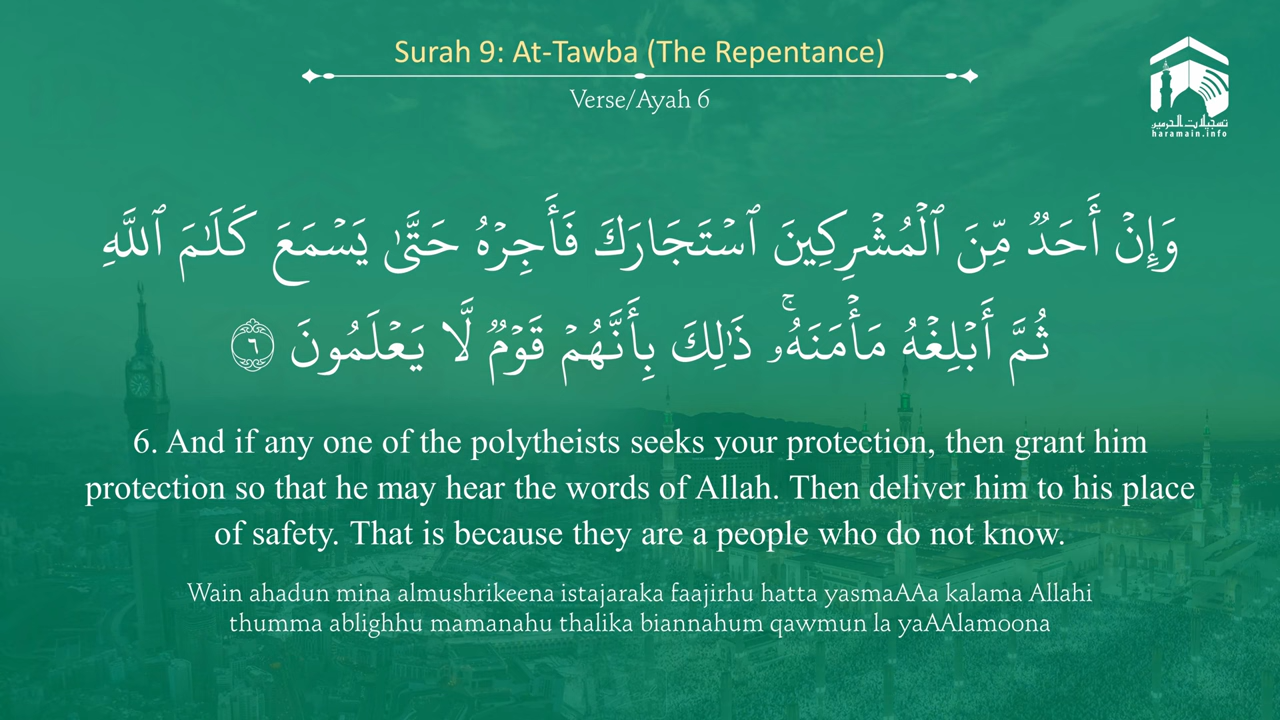 Surah 9: At-Tawba (The Repentance)
Verse/Ayah 6
تسجيلات الحرمين
haramain.info
وَإِنْ أَحَدٌ مِّنَ ٱلْمُشْرِكِينَ ٱسْتَجَارَكَ فَأَجِرْهُ حَتَّىٰ يَسْمَعَ كَلَـٰمَ ٱللَّهِ
ثُمَّ أَبْلِغْهُ مَأْمَنَهُۥ ۚ ذَٰلِكَ بِأَنَّهُمْ قَوْمٌ لَّا يَعْلَمُونَ ٦
6. And if any one of the polytheists seeks your protection, then grant him
protection so that he may hear the words of Allah. Then deliver him to his place
of safety. That is because they are a people who do not know.
Wain ahadun mina almushrikeena istajaraka faajirhu hatta yasmaAAa kalama Allahi
thumma ablighhu mamanahu thalika biannahum qawmun la yaAAlamoona